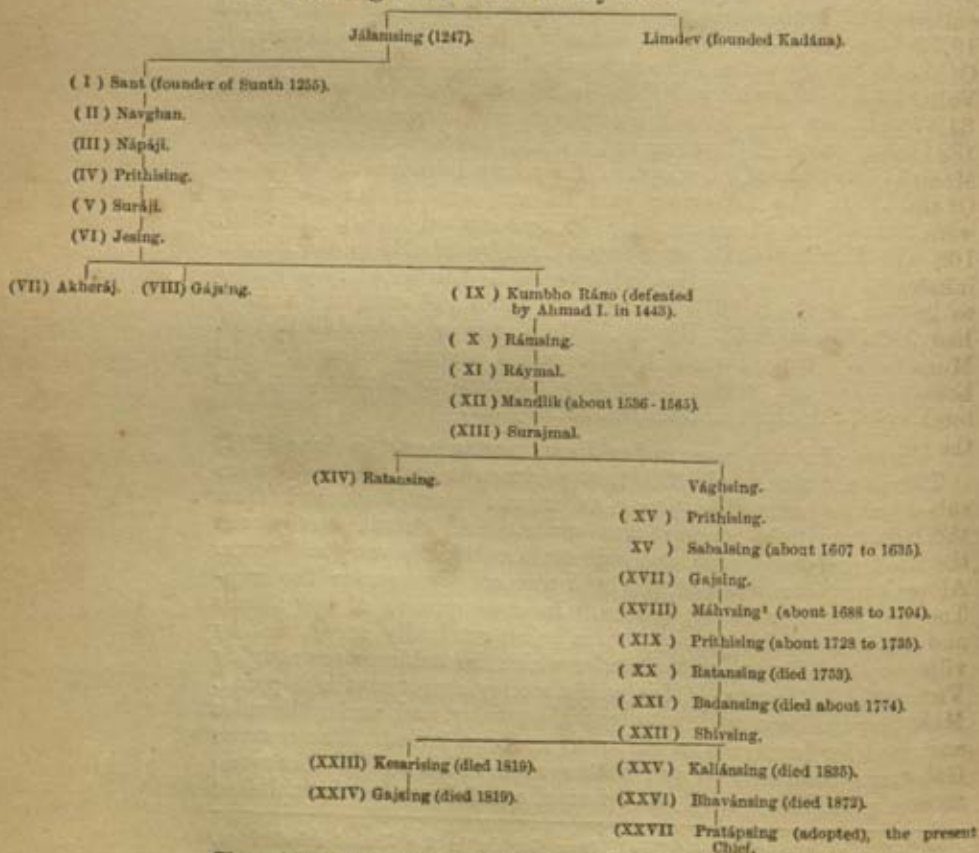 Jálamsing (1247). Limdev (founded Kadána).
( I ) Sant (founder of Sunth 1255).
( II ) Navghan.
(III) Nápáji.
(IV) Prithising.
( V ) Suráji.
(VI) Jesing.
(VII) Akheráj. (VIII) Gajsing.
( IX ) Kumbho Ráno (defeated
by Ahmad I. in 1443).
( X ) Rámsing.
( XI ) Ráymal.
( XII ) Mandlik (about 1536 - 1565).
(XIII) Surajmal.
(XIV) Ratansing. Vághsing.
( XV ) Prithising.
XV ) Sabalsing (about 1607 to 1635).
(XVII) Gajsing.
(XVIII) Máhvsing² (about 1688 to 1704).
( XIX ) Prithising (about 1728 to 1735).
( XX ) Ratansing (died 1753).
( XXI ) Badansing (died about 1774).
( XXII ) Shivsing.
(XXIII) Kesarising (died 1819). (XXV) Kaliánsing (died 1835).
(XXIV) Gajsing (died 1819). (XXVI) Bhavánsing (died 1872).
(XXVII Pratápsing (adopted), the present
Chief.